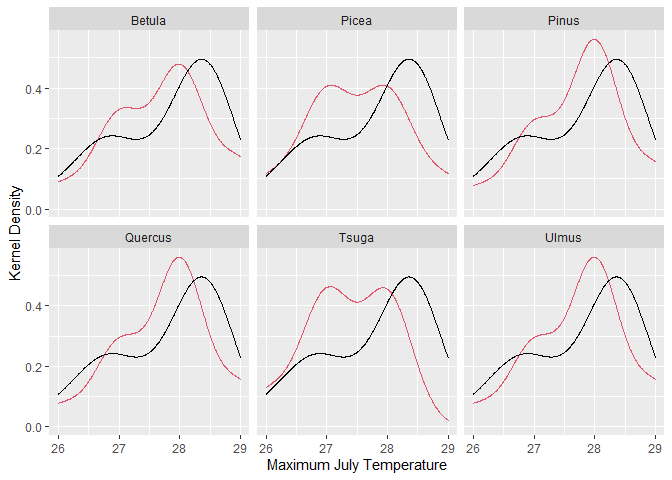 Betula Picea Pinus
0.4
0.2
0.0
Quercus Tsuga Ulmus
0.4
0.2
0.0
26 27 28 29 26 27 28 29 26 27 28 29
Maximum July Temperature
Kernel Density